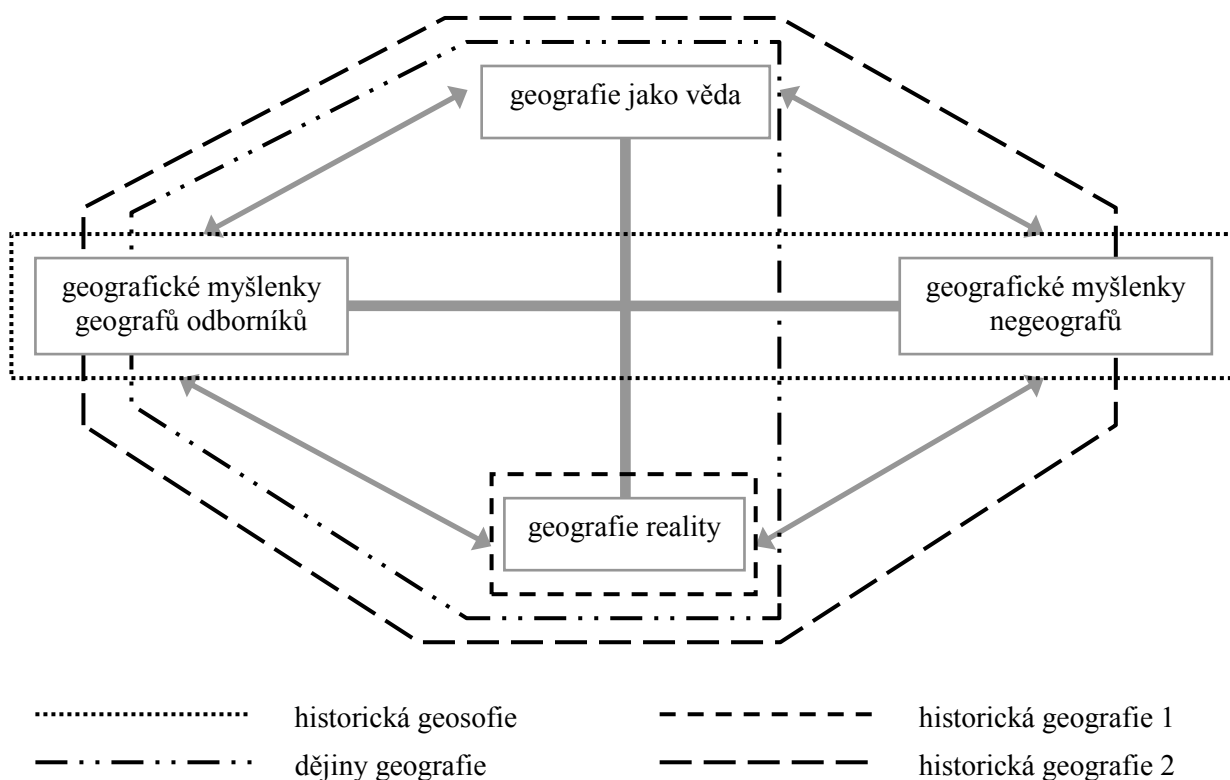 geografie jako věda
geografické myšlenky
geografů odborníků
geografické myšlenky
negeografů
geografie reality
historická geosofie
historická geografie 1
dějiny geografie
historická geografie 2